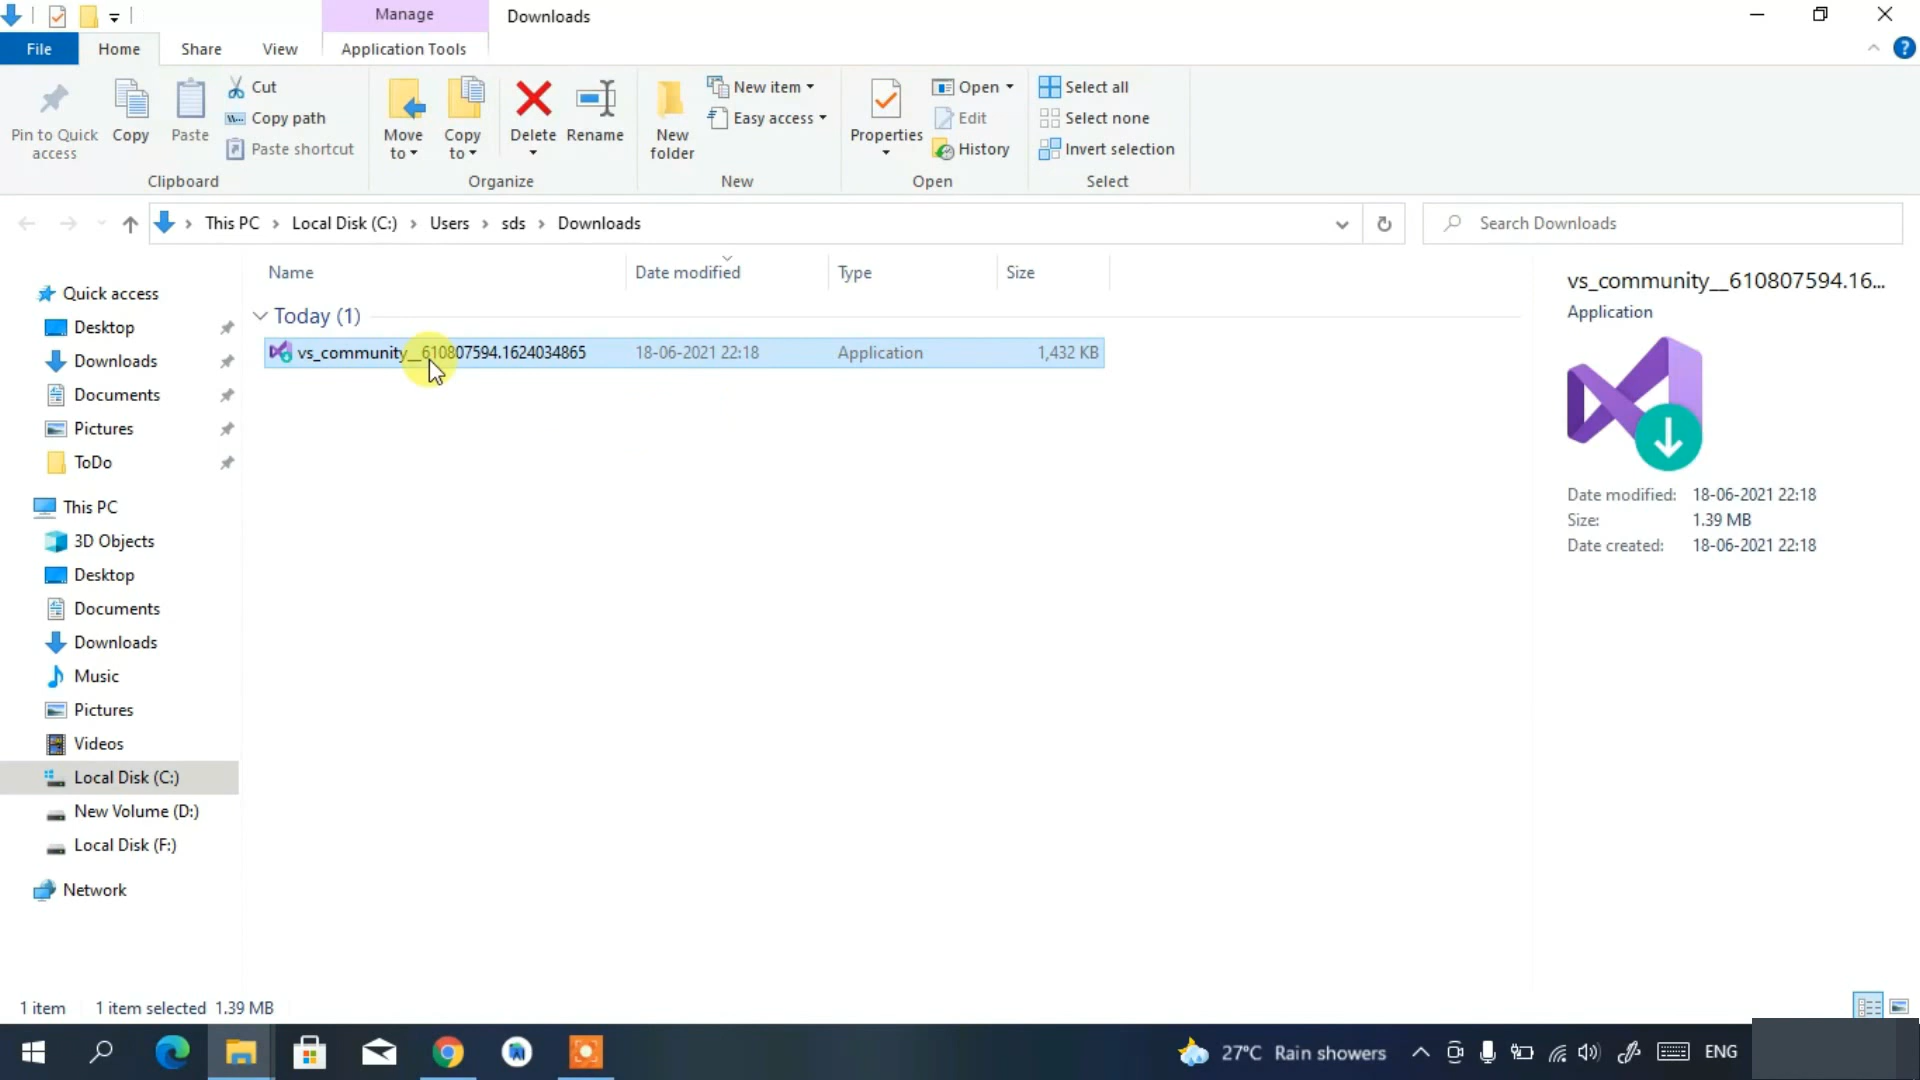 Manage
Downloads
File
Home
Share
View
Application Tools
Pin to Quick access
Copy
Paste
Cut
Copy path
Paste shortcut
Clipboard
Move to
Copy to
Delete
Rename
Organize
New folder
New item
Easy access
New
Properties
Open
Edit
History
Open
Select all
Select none
Invert selection
Select
This PC
Local Disk (C:)
Users
sds
Downloads
Search Downloads
Name
Date modified
Type
Size
Today (1)
vs_community__610807594.1624034865
18-06-2021 22:18
Application
1,432 KB
Quick access
Desktop
Downloads
Documents
Pictures
ToDo
This PC
3D Objects
Desktop
Documents
Downloads
Music
Pictures
Videos
Local Disk (C:)
New Volume (D:)
Local Disk (F:)
Network
vs_community__610807594.16...
Application
Date modified: 18-06-2021 22:18
Size: 1.39 MB
Date created: 18-06-2021 22:18
1 item
1 item selected 1.39 MB
27°C Rain showers
ENG